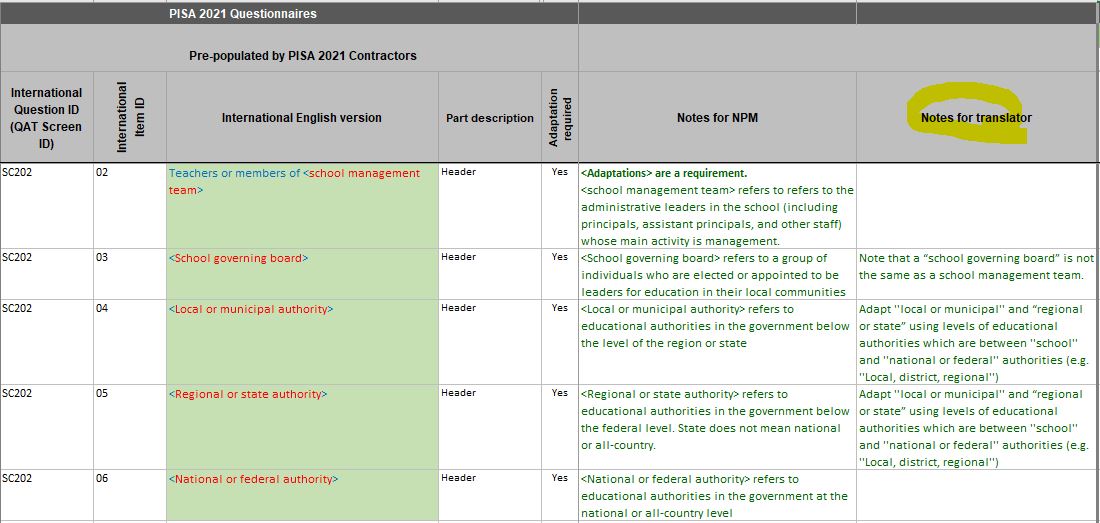 PISA 2021 Questionnaires
Pre-populated by PISA 2021 Contractors
International
Question ID
(QAT Screen
ID)
International
Item ID
International English version
Part description
Adaptation
required
Notes for NPM
Notes for translator
SC202
02
Teachers or members of <school management
team>
Header
Yes
<Adaptations> are a requirement.
<school management team> refers to refers to the
administrative leaders in the school (including
principals, assistant principals, and other staff)
whose main activity is management.
SC202
03
<School governing board>
Header
Yes
<School governing board> refers to a group of
individuals who are elected or appointed to be
leaders for education in their local communities
Note that a “school governing board” is not
the same as a school management team.
SC202
04
<Local or municipal authority>
Header
Yes
<Local or municipal authority> refers to
educational authorities in the government below
the level of the region or state
Adapt "local or municipal" and “regional
or state” using levels of educational
authorities which are between "school"
and "national or federal" authorities (e.g.
"Local, district, regional")
SC202
05
<Regional or state authority>
Header
Yes
<Regional or state authority> refers to
educational authorities in the government below
the federal level. State does not mean national
or all-country.
Adapt "local or municipal" and “regional
or state” using levels of educational
authorities which are between "school"
and "national or federal" authorities (e.g.
"Local, district, regional")
SC202
06
<National or federal authority>
Header
Yes
<National or federal authority> refers to
educational authorities in the government at the
national or all-country level